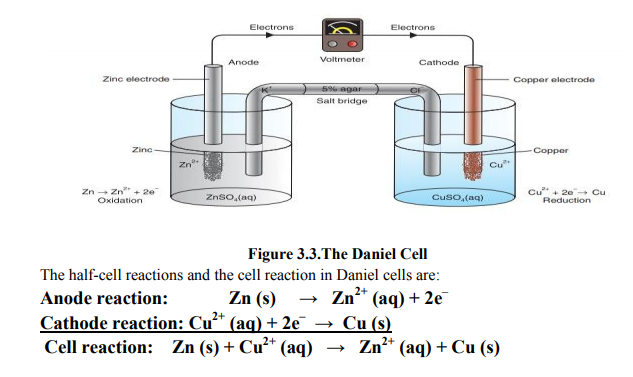 Electrons Electrons
Voltmeter
Anode Cathode
Zinc electrode Copper electrode
K⁺ 5% agar Cl⁻
Salt bridge
Zinc Copper
Zn²⁺ Cu²⁺
Zn → Zn²⁺ + 2e⁻ Cu²⁺ + 2e⁻ → Cu
Oxidation Reduction
ZnSO₄(aq) CuSO₄(aq)
Figure 3.3.The Daniel Cell
The half-cell reactions and the cell reaction in Daniel cells are:
Anode reaction: Zn (s) → Zn²⁺ (aq) + 2e⁻
Cathode reaction: Cu²⁺ (aq) + 2e⁻ → Cu (s)
Cell reaction: Zn (s) + Cu²⁺ (aq) → Zn²⁺ (aq) + Cu (s)